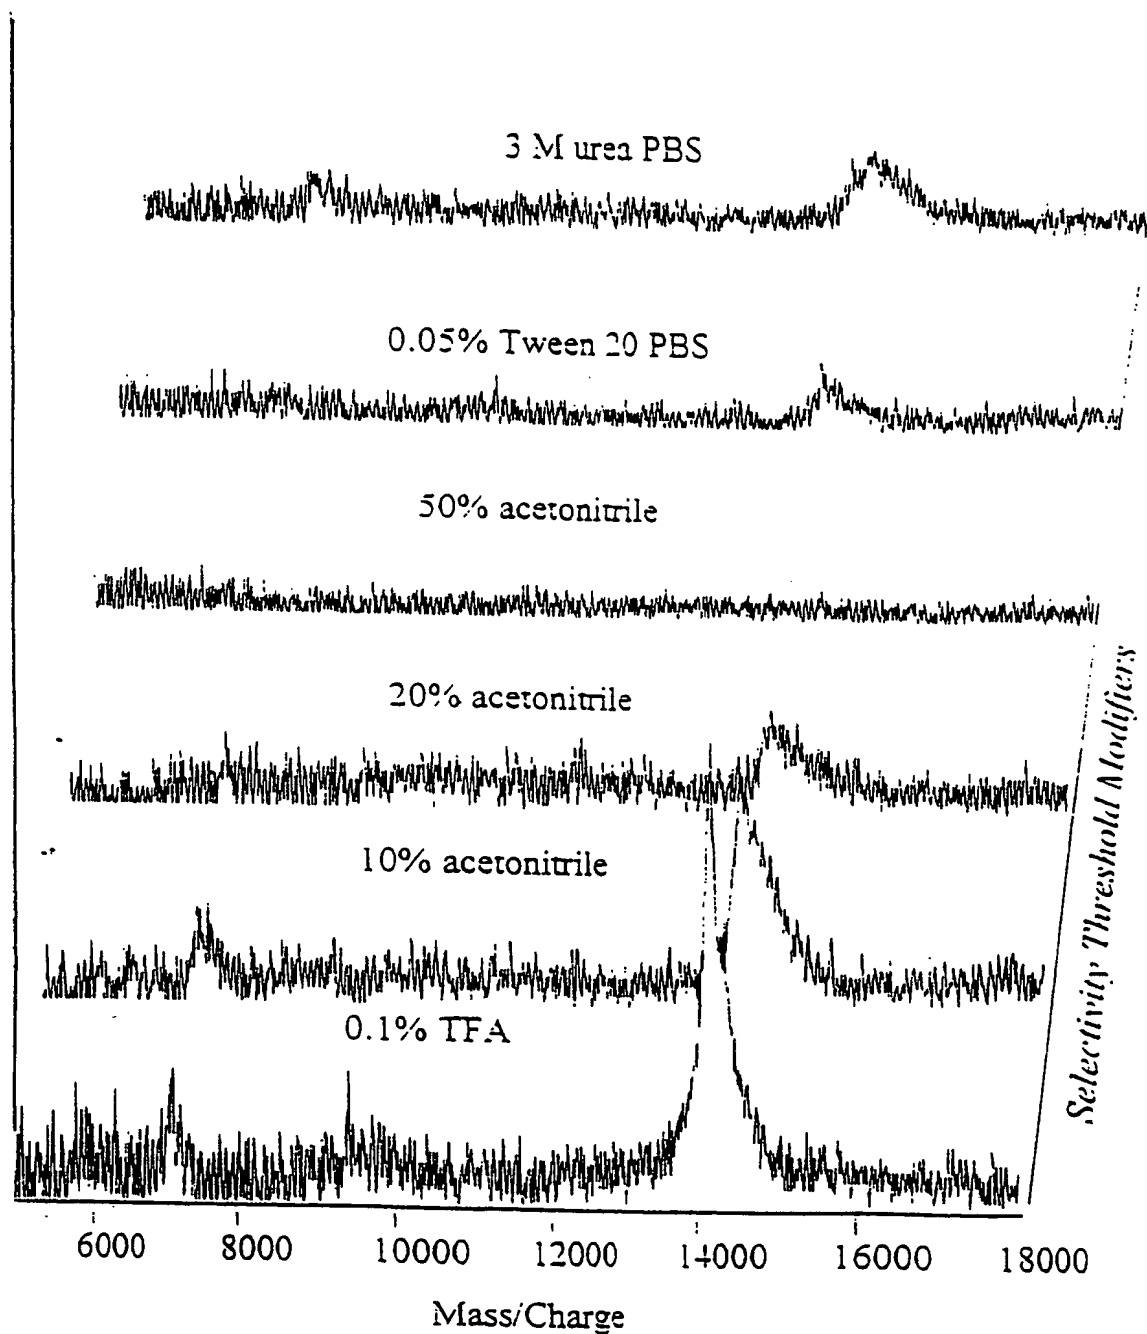 3 M urea PBS
0.05% Tween 20 PBS
50% acetonitrile
20% acetonitrile
10% acetonitrile
0.1% TFA
Selectivity Threshold Modifiers
6000 8000 10000 12000 14000 16000 18000
Mass/Charge